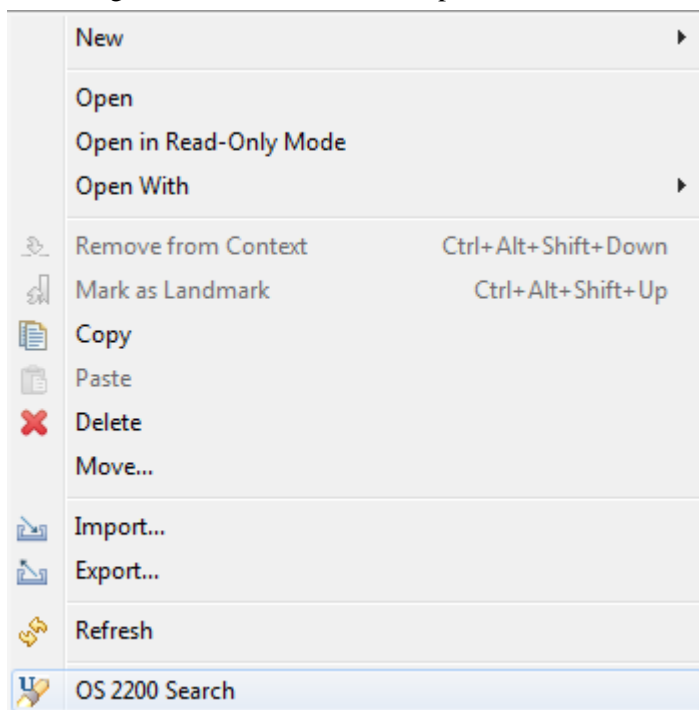 New
Open
Open in Read-Only Mode
Open With
Remove from Context Ctrl+Alt+Shift+Down
Mark as Landmark Ctrl+Alt+Shift+Up
Copy
Paste
Delete
Move...
Import...
Export...
Refresh
OS 2200 Search